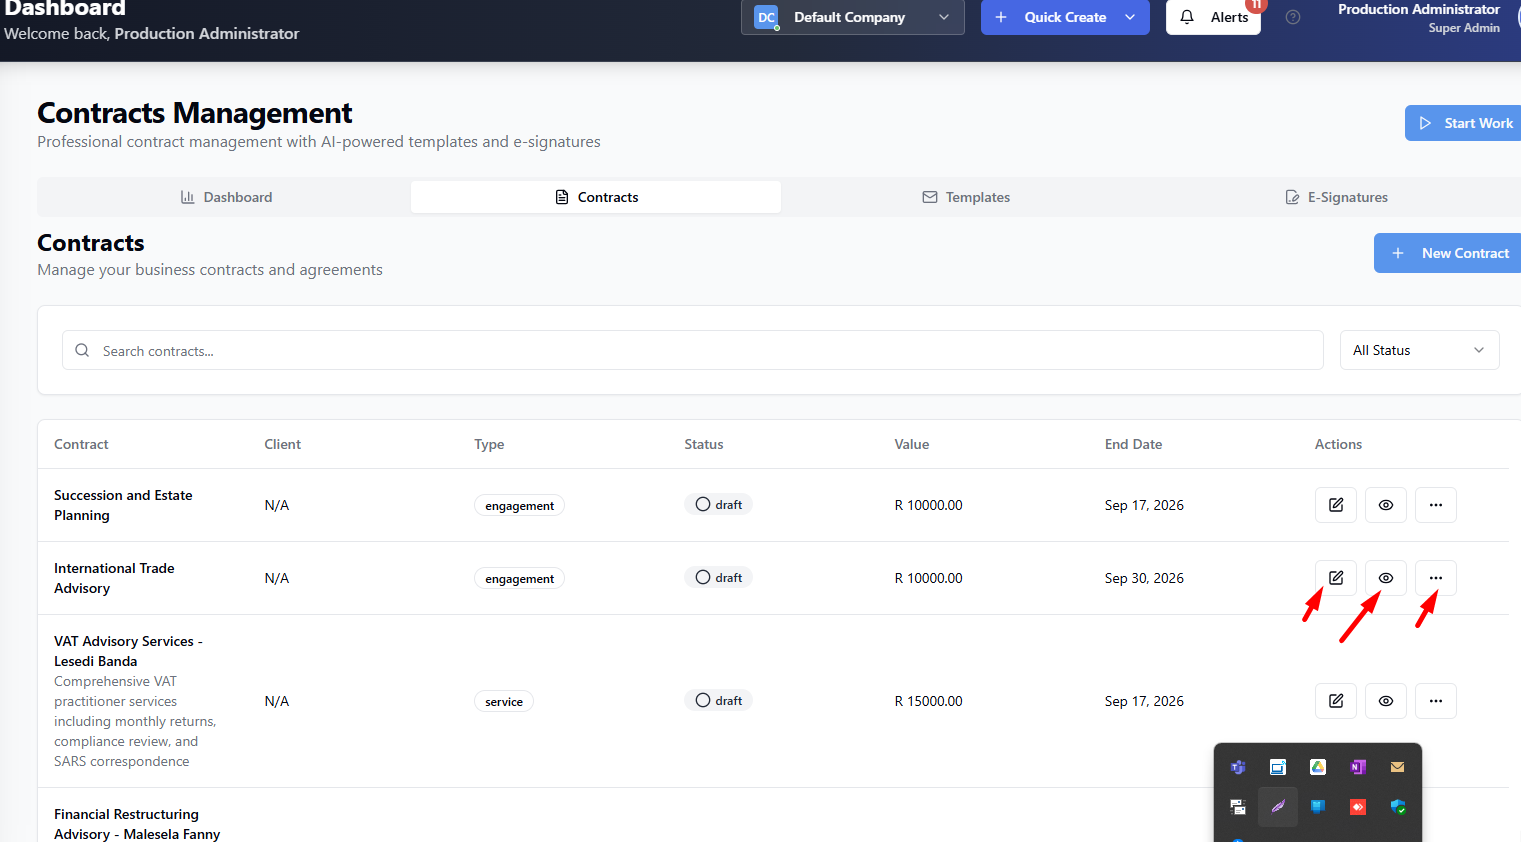 Dashboard
Welcome back, Production Administrator
DC Default Company
Quick Create
Alerts
11
Production Administrator
Super Admin
Contracts Management
Professional contract management with AI-powered templates and e-signatures
Start Work
Dashboard
Contracts
Templates
E-Signatures
Contracts
Manage your business contracts and agreements
New Contract
Search contracts...
All Status
Contract Client Type Status Value End Date Actions
Succession and Estate
Planning
N/A engagement draft R 10000.00 Sep 17, 2026
International Trade
Advisory
N/A engagement draft R 10000.00 Sep 30, 2026
VAT Advisory Services -
Lesedi Banda
Comprehensive VAT
practitioner services
including monthly returns,
compliance review, and
SARS correspondence
N/A service draft R 15000.00 Sep 17, 2026
Financial Restructuring
Advisory - Malesela Fanny